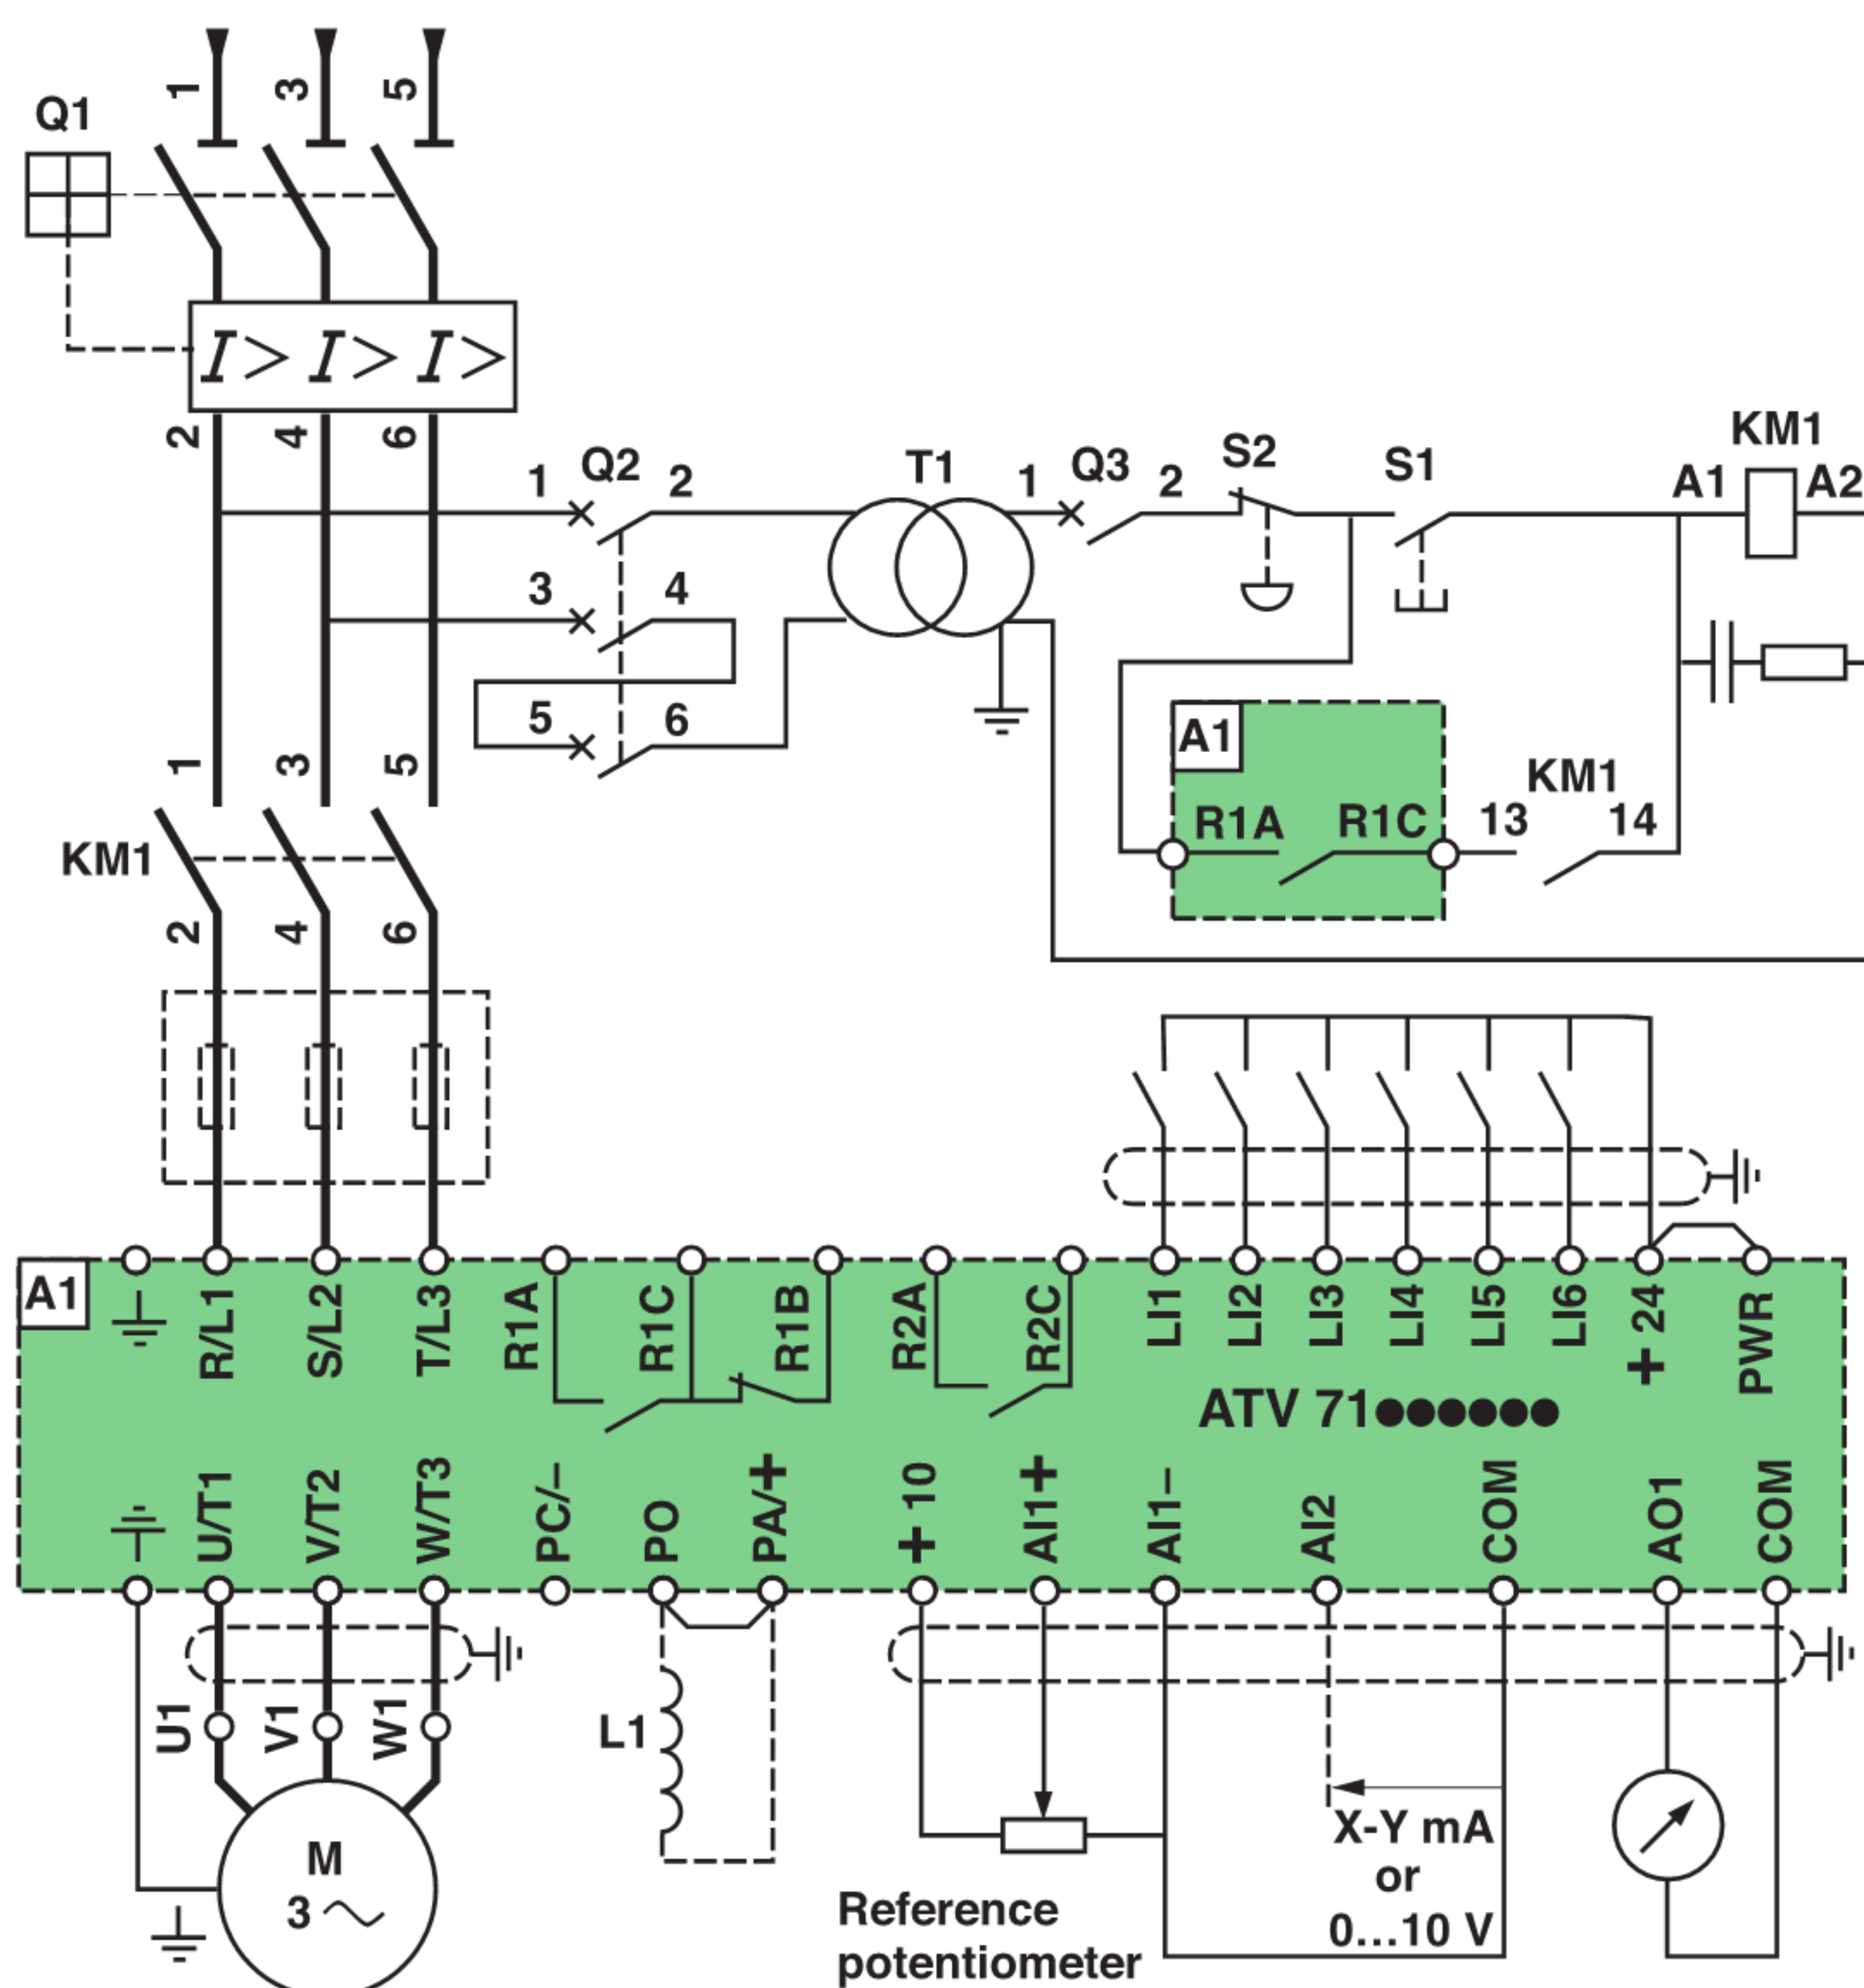 1 3 5
Q1
I> I> I>
2 4 6
1 Q2 2
T1
1 Q3 2
S2
S1
KM1
A1 A2
3 4
5 6
1 3 5
KM1
2 4 6
A1
R1A R1C
KM1
13 14
A1
R/L1 S/L2 T/L3 R1A R1C R1B R2A R2C LI1 LI2 LI3 LI4 LI5 LI6 +24 PWR
ATV 71●●●●●●
U/T1 V/T2 W/T3 PC/– PO PA/+ +10 AI1+ AI1– AI2 COM AO1 COM
U1 V1 W1
L1
M
3
X-Y mA
or
0...10 V
Reference
potentiometer